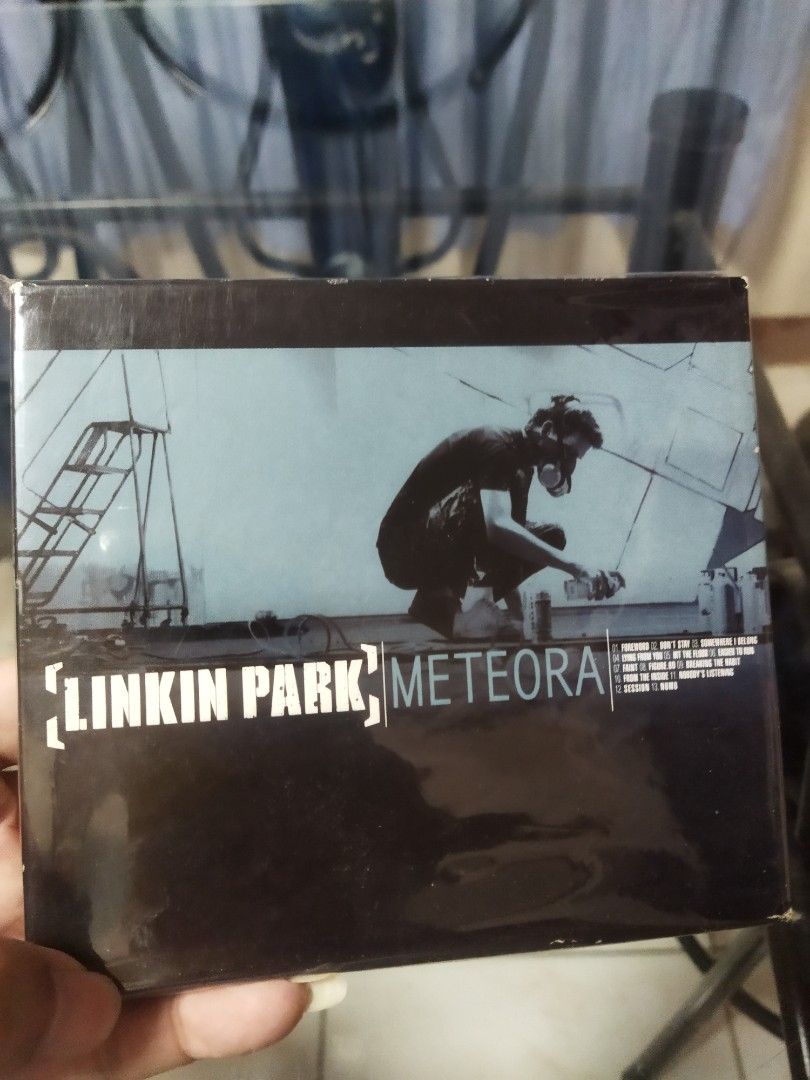 [LINKIN PARK]
METEORA
01. FOREWORD 02. DON'T STAY 03. SOMEWHERE I BELONG
04. LYING FROM YOU 05. HIT THE FLOOR 06. EASIER TO RUN
07. FAINT 08. FIGURE.09 09. BREAKING THE HABIT
10. FROM THE INSIDE 11. NOBODY'S LISTENING
12. SESSION 13. NUMB